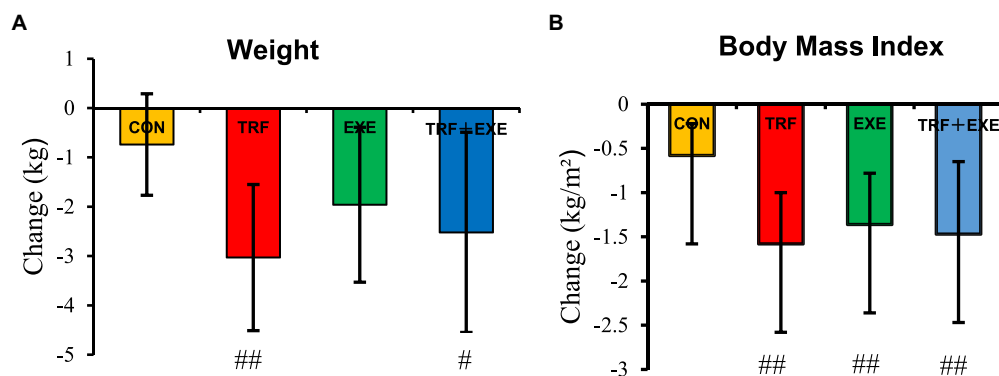 A
Weight
Change (kg)
1
0
-1
-2
-3
-4
-5
CON
TRF
EXE
TRF+EXE
##
#
B
Body Mass Index
Change (kg/m²)
0
-0.5
-1
-1.5
-2
-2.5
-3
CON
TRF
EXE
TRF+EXE
##
##
##